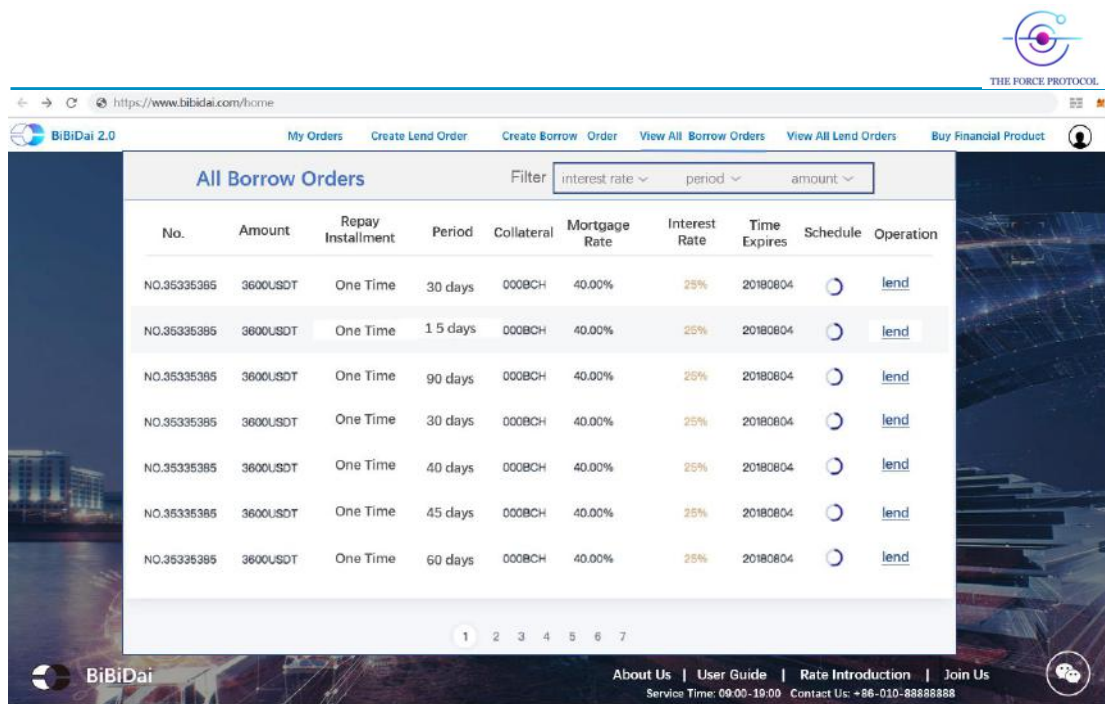 THE FORCE PROTOCOL
https://www.bibidai.com/home
BiBiDai 2.0 My Orders Create Lend Order Create Borrow Order View All Borrow Orders View All Lend Orders Buy Financial Product
All Borrow Orders Filter interest rate period amount
No. Amount Repay Installment Period Collateral Mortgage Rate Interest Rate Time Expires Schedule Operation
NO.35335385 3600USDT One Time 30 days 000BCH 40.00% 25% 20180804 lend
NO.35335385 3600USDT One Time 1 5 days 000BCH 40.00% 25% 20180804 lend
NO.35335385 3600USDT One Time 90 days 000BCH 40.00% 25% 20180804 lend
NO.35335385 3600USDT One Time 30 days 000BCH 40.00% 25% 20180804 lend
NO.35335385 3600USDT One Time 40 days 000BCH 40.00% 25% 20180804 lend
NO.35335385 3600USDT One Time 45 days 000BCH 40.00% 25% 20180804 lend
NO.35335385 3600USDT One Time 60 days 000BCH 40.00% 25% 20180804 lend
1 2 3 4 5 6 7
BiBiDai About Us | User Guide | Rate Introduction | Join Us
Service Time: 09:00-19:00 Contact Us: +86-010-88888888